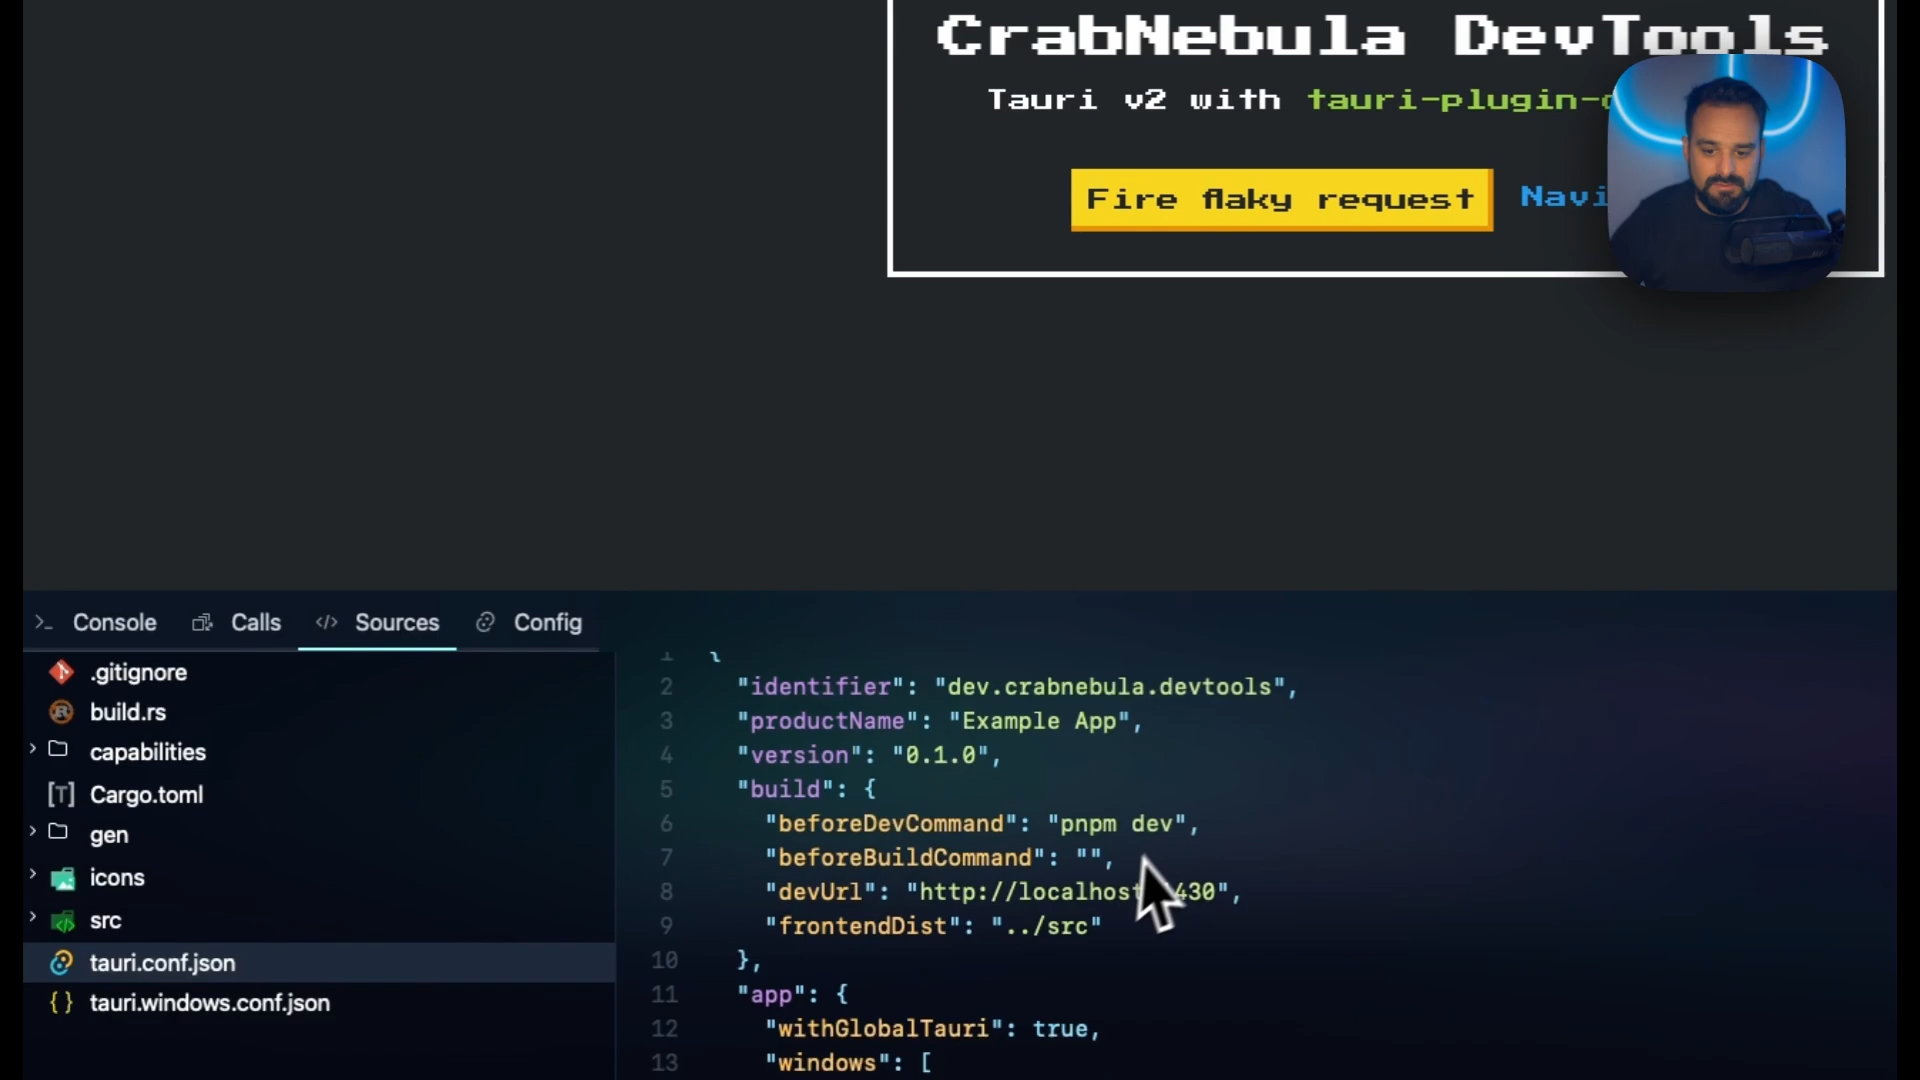 CrabNebula DevTools
Tauri v2 with tauri-plugin-
Fire flaky request
Navi
Console
Calls
Sources
Config
.gitignore
build.rs
capabilities
Cargo.toml
gen
icons
src
tauri.conf.json
tauri.windows.conf.json
1 {
2 "identifier": "dev.crabnebula.devtools",
3 "productName": "Example App",
4 "version": "0.1.0",
5 "build": {
6 "beforeDevCommand": "pnpm dev",
7 "beforeBuildCommand": "",
8 "devUrl": "http://localhost 430",
9 "frontendDist": "../src"
10 },
11 "app": {
12 "withGlobalTauri": true,
13 "windows": [